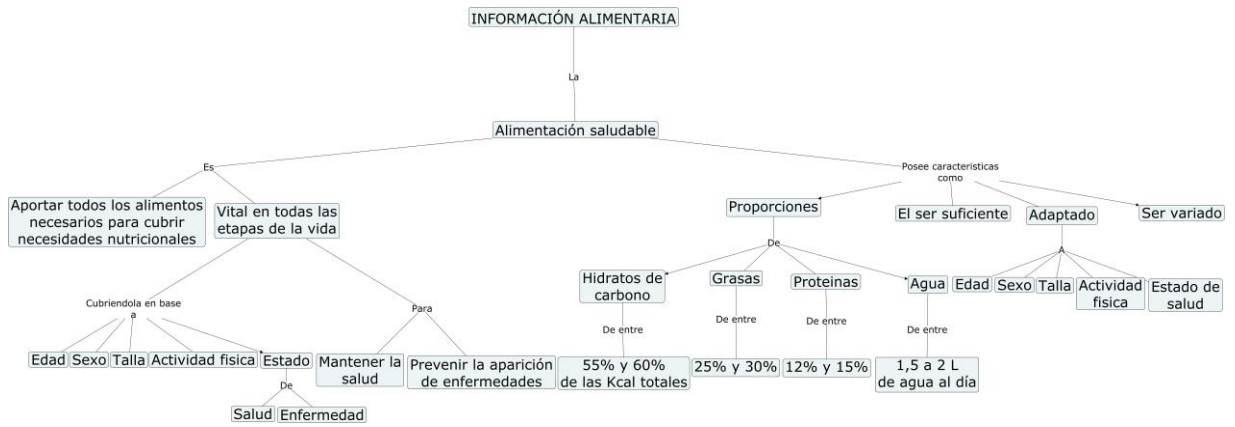 INFORMACIÓN ALIMENTARIA
La
Alimentación saludable
Es
Posee caracteristicas
como
Aportar todos los alimentos
necesarios para cubrir
necesidades nutricionales
Vital en todas las
etapas de la vida
Proporciones
El ser suficiente
Adaptado
Ser variado
De
A
Hidratos de
carbono
Grasas
Proteinas
Agua
Edad
Sexo
Talla
Actividad
fisica
Estado de
salud
Cubriendola en base
a
Para
De entre
De entre
De entre
De entre
Edad
Sexo
Talla
Actividad fisica
Estado
Mantener la
salud
Prevenir la aparición
de enfermedades
55% y 60%
de las Kcal totales
25% y 30%
12% y 15%
1,5 a 2 L
de agua al día
De
Salud
Enfermedad